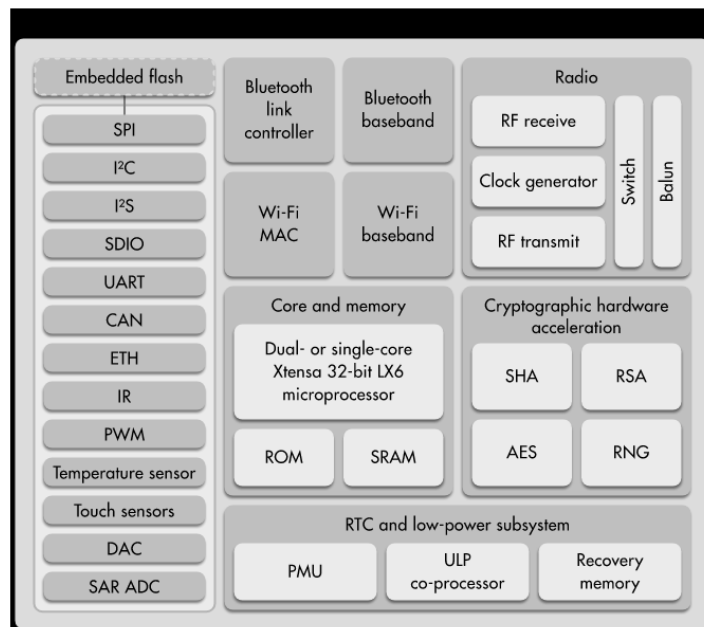 Embedded flash
SPI
I²C
I²S
SDIO
UART
CAN
ETH
IR
PWM
Temperature sensor
Touch sensors
DAC
SAR ADC
Bluetooth
link
controller
Bluetooth
baseband
Wi-Fi
MAC
Wi-Fi
baseband
Radio
RF receive
Clock generator
RF transmit
Switch
Balun
Core and memory
Dual- or single-core
Xtensa 32-bit LX6
microprocessor
ROM
SRAM
Cryptographic hardware
acceleration
SHA
RSA
AES
RNG
RTC and low-power subsystem
PMU
ULP
co-processor
Recovery
memory